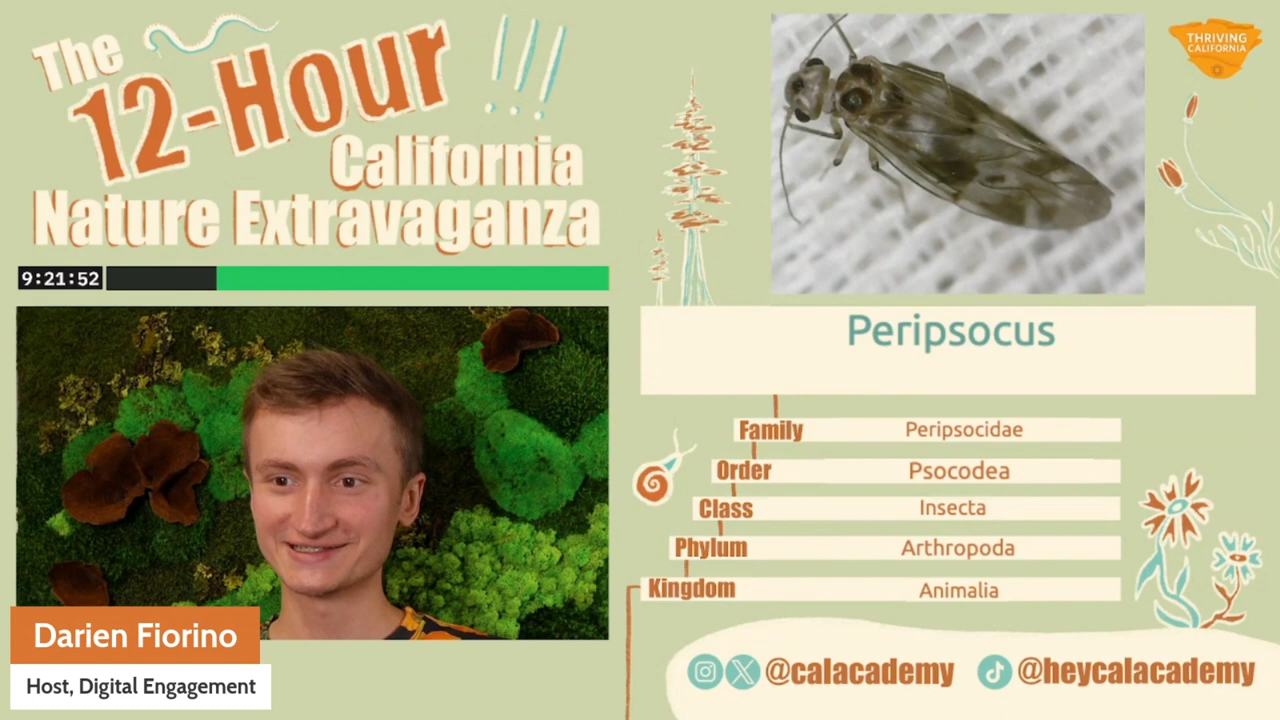 The
12-Hour !!!
California
Nature Extravaganza
9:21:52
Darien Fiorino
Host, Digital Engagement
THRIVING
CALIFORNIA
Peripsocus
Family Peripsocidae
Order Psocodea
Class Insecta
Phylum Arthropoda
Kingdom Animalia
@calacademy @heycalacademy